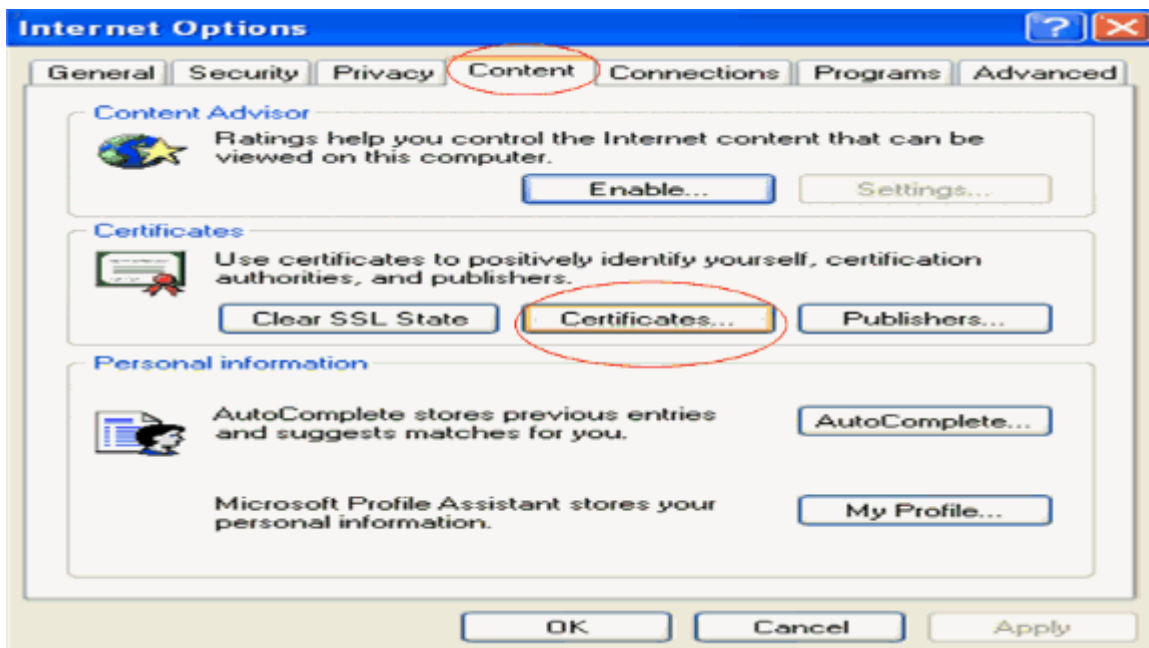 Internet Options
General Security Privacy Content Connections Programs Advanced
Content Advisor
Ratings help you control the Internet content that can be
viewed on this computer.
Enable... Settings...
Certificates
Use certificates to positively identify yourself, certification
authorities, and publishers.
Clear SSL State Certificates... Publishers...
Personal information
AutoComplete stores previous entries
and suggests matches for you.
AutoComplete...
Microsoft Profile Assistant stores your
personal information.
My Profile...
OK Cancel Apply